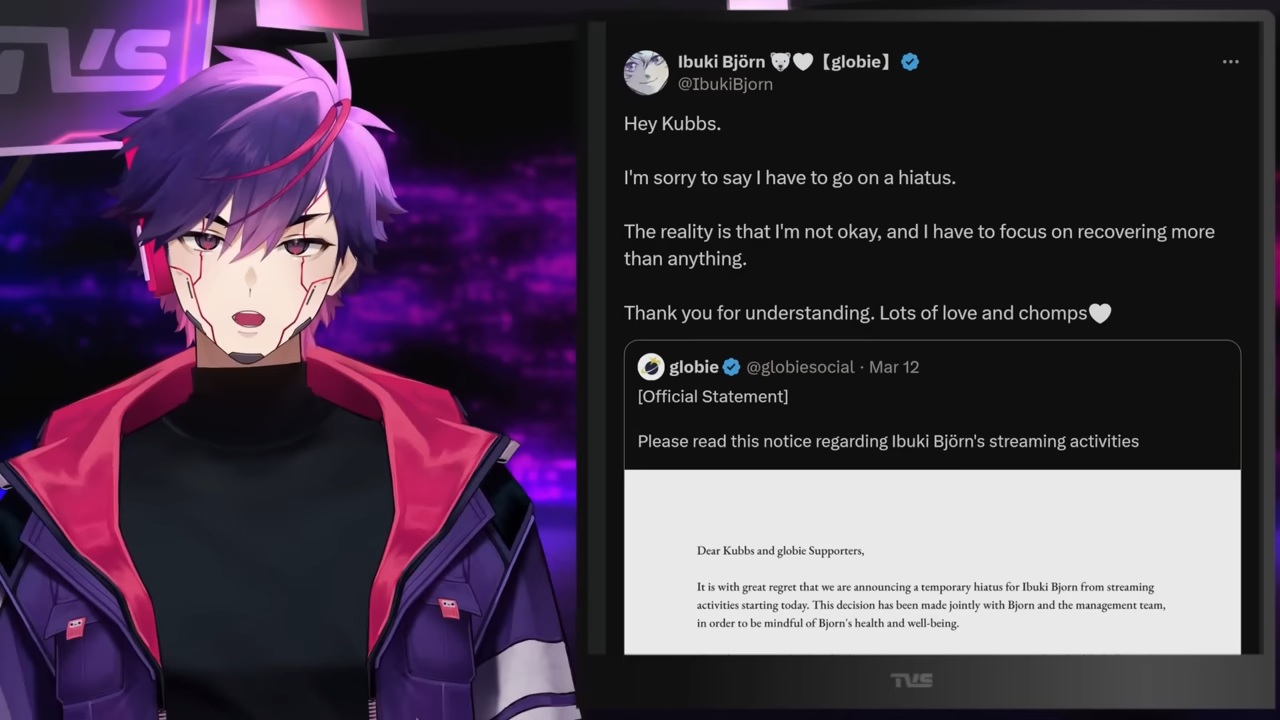 TVS
Ibuki Björn 🐻‍❄️🤍【globie】
@IbukiBjorn
Hey Kubbs.
I'm sorry to say I have to go on a hiatus.
The reality is that I'm not okay, and I have to focus on recovering more
than anything.
Thank you for understanding. Lots of love and chomps🤍
globie @globiesocial · Mar 12
[Official Statement]
Please read this notice regarding Ibuki Björn's streaming activities
Dear Kubbs and globie Supporters,
It is with great regret that we are announcing a temporary hiatus for Ibuki Bjorn from streaming
activities starting today. This decision has been made jointly with Bjorn and the management team,
in order to be mindful of Bjorn's health and well-being.
TVS